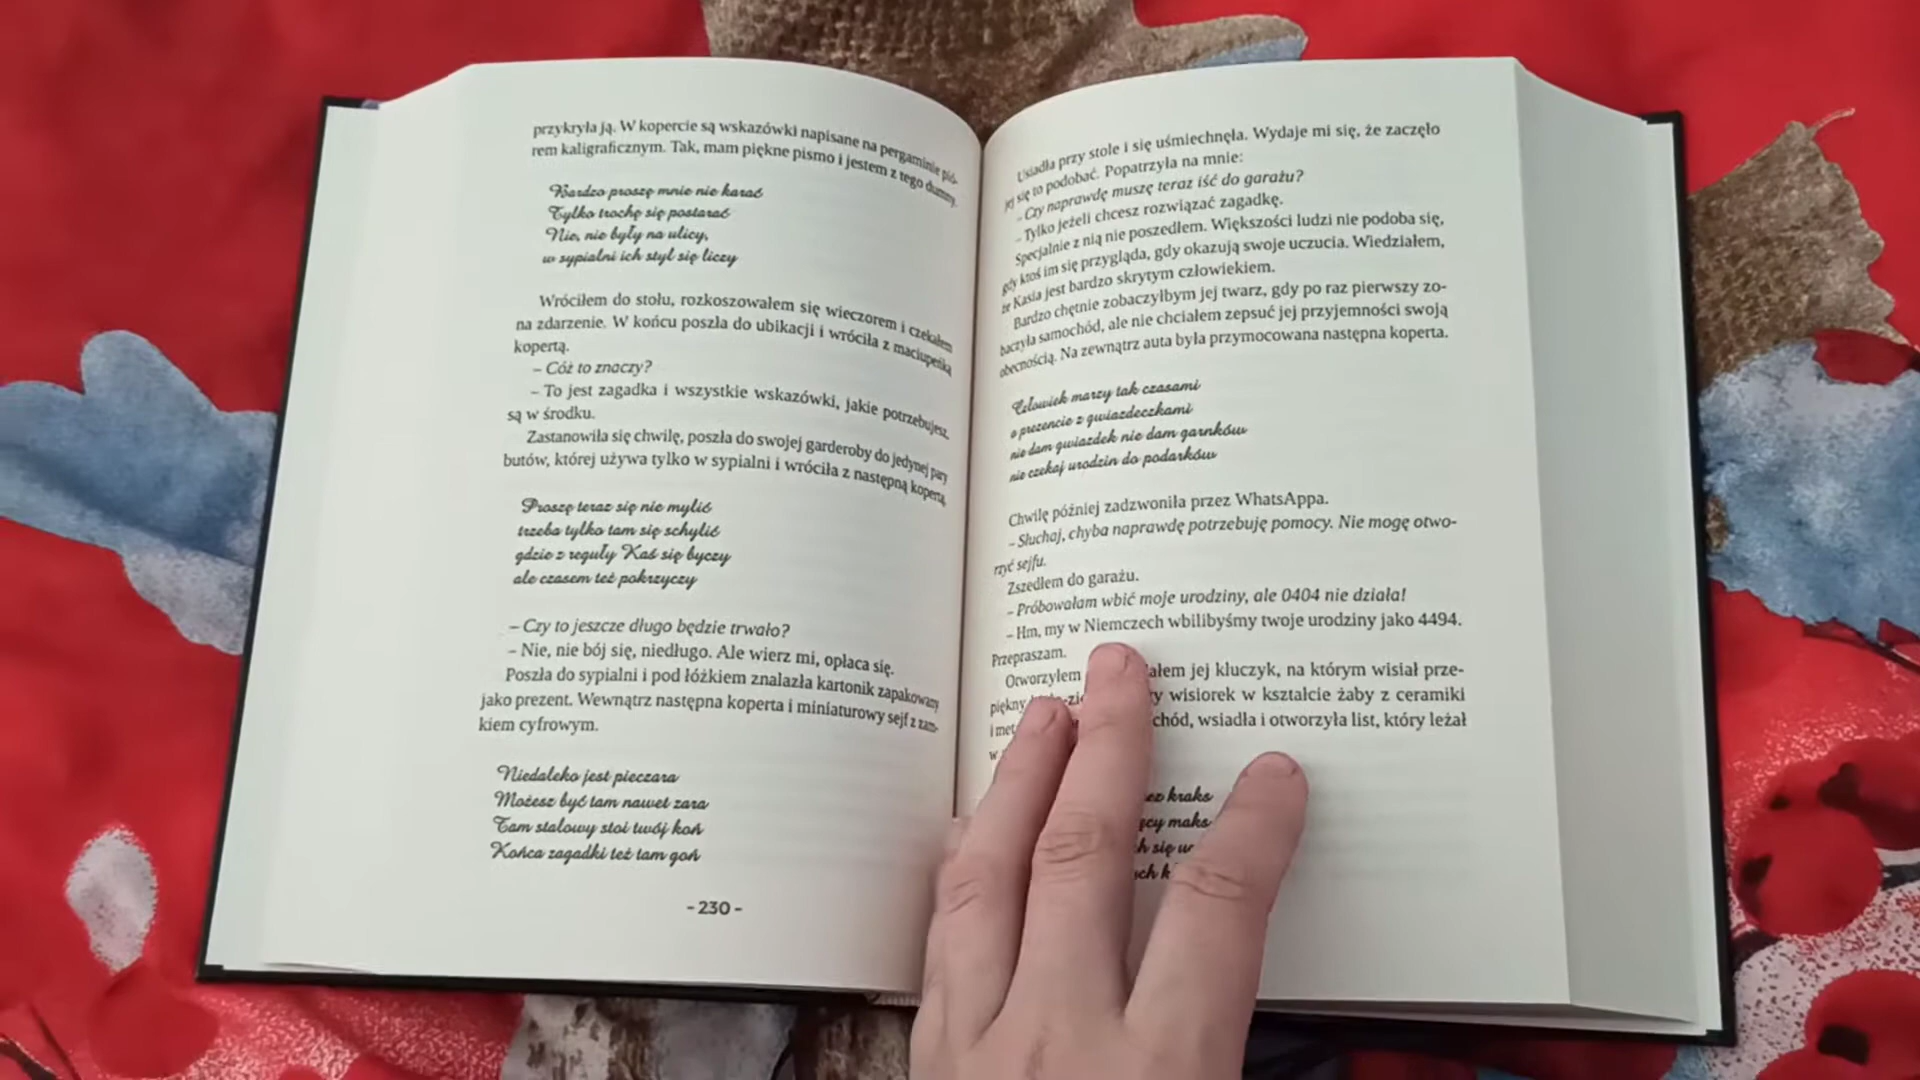 przykryła ją. W kopercie są wskazówki napisane na pergaminie pió-
rem kaligraficznym. Tak, mam piękne pismo i jestem z tego dumny.
Bardzo proszę mnie nie karać
Tylko trochę się postarać
Nie, nie były na ulicy,
w sypialni ich styl się liczy
Wróciłem do stołu, rozkoszowałem się wieczorem i czekałem
na zdarzenie. W końcu poszła do ubikacji i wróciła z maciupeńką
kopertą.
– Cóż to znaczy?
– To jest zagadka i wszystkie wskazówki, jakie potrzebujesz,
są w środku.
Zastanowiła się chwilę, poszła do swojej garderoby do jedynej pary
butów, której używa tylko w sypialni i wróciła z następną kopertą.
Proszę teraz się nie mylić
trzeba tylko tam się schylić
gdzie z reguły Kaś się byczy
ale czasem też pokrzyczy
– Czy to jeszcze długo będzie trwało?
– Nie, nie bój się, niedługo. Ale wierz mi, opłaca się.
Poszła do sypialni i pod łóżkiem znalazła kartonik zapakowany
jako prezent. Wewnątrz następna koperta i miniaturowy sejf z zam-
kiem cyfrowym.
Niedaleko jest pieczara
Możesz być tam nawet zara
Tam stalowy stoi twój koń
Końca zagadki też tam goń
- 230 -
Usiadła przy stole i się uśmiechnęła. Wydaje mi się, że zaczęło
jej się to podobać. Popatrzyła na mnie:
– Czy naprawdę muszę teraz iść do garażu?
– Tylko jeżeli chcesz rozwiązać zagadkę.
Specjalnie z nią nie poszedłem. Większości ludzi nie podoba się,
gdy ktoś im się przygląda, gdy okazują swoje uczucia. Wiedziałem,
że Kasia jest bardzo skrytym człowiekiem.
Bardzo chętnie zobaczyłbym jej twarz, gdy po raz pierwszy zo-
baczyła samochód, ale nie chciałem zepsuć jej przyjemności swoją
obecnością. Na zewnątrz auta była przymocowana następna koperta.
Człowiek marzy tak czasami
o prezencie z gwiazdeczkami
nie dam gwiazdek nie dam garnków
nie czekaj urodzin do podarków
Chwilę później zadzwoniła przez WhatsAppa.
– Słuchaj, chyba naprawdę potrzebuję pomocy. Nie mogę otwo-
rzyć sejfu.
Zszedłem do garażu.
– Próbowałam wbić moje urodziny, ale 0404 nie działa!
– Hm, my w Niemczech wbilibyśmy twoje urodziny jako 4494.
Przepraszam.
Otworzyłem ałem jej kluczyk, na którym wisiał prze-
piękny wisiorek w kształcie żaby z ceramiki
i met chód, wsiadła i otworzyła list, który leżał
w
ez kraks
ęcy maks
h się
ch